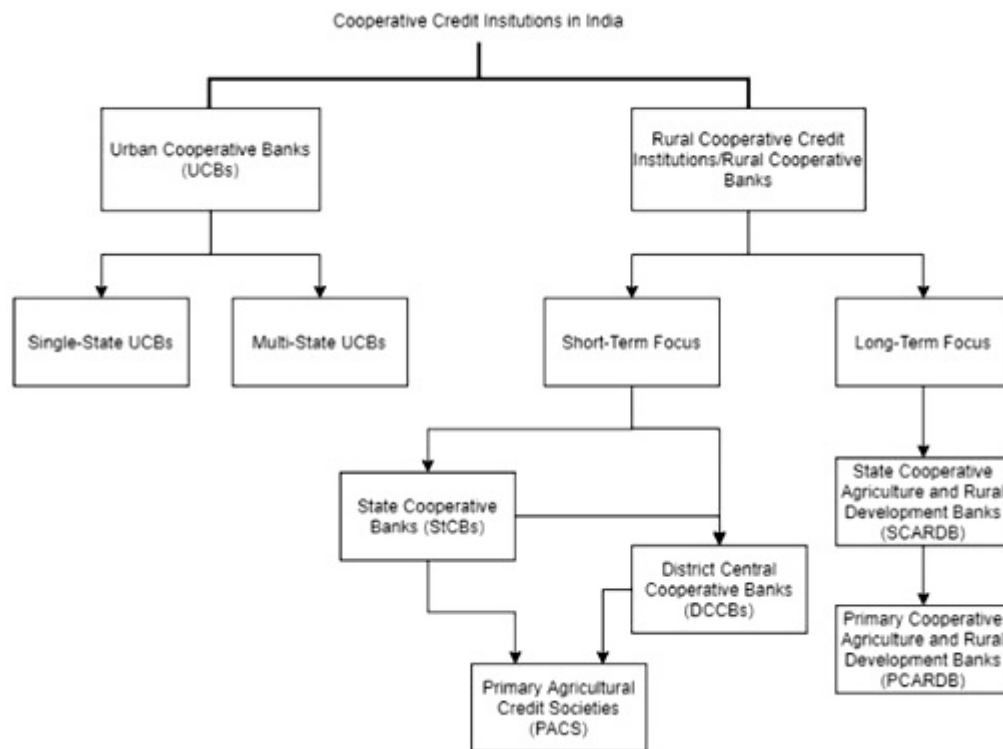 Cooperative Credit Insitutions in India
Urban Cooperative Banks
(UCBs)
Rural Cooperative Credit
Institutions/Rural Cooperative
Banks
Single-State UCBs
Multi-State UCBs
Short-Term Focus
Long-Term Focus
State Cooperative
Banks (StCBs)
State Cooperative
Agriculture and Rural
Development Banks
(SCARDB)
District Central
Cooperative Banks
(DCCBs)
Primary Cooperative
Agriculture and Rural
Development Banks
(PCARDB)
Primary Agricultural
Credit Societies
(PACS)